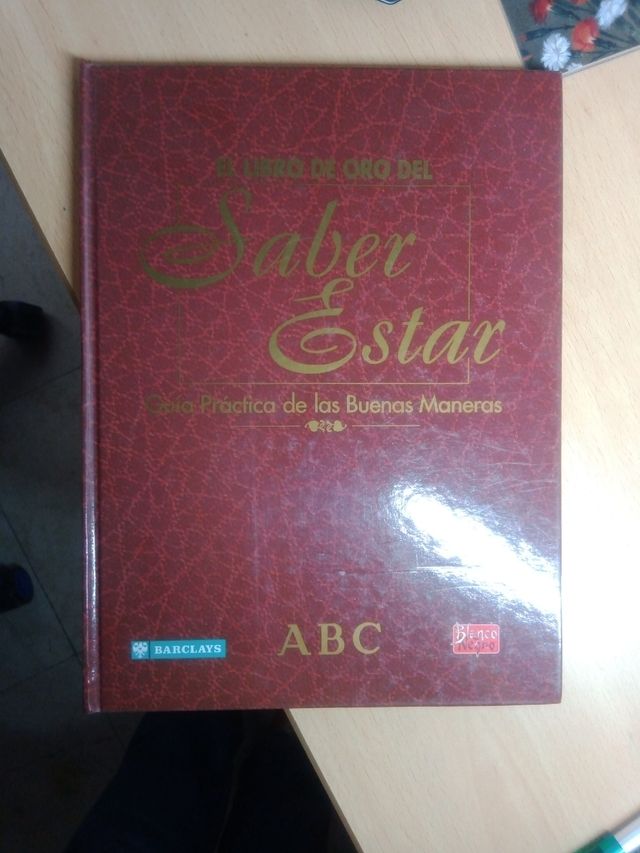 EL LIBRO DE ORO DEL
Saber
Estar
Guía Práctica de las Buenas Maneras
BARCLAYS
ABC
Blanco
y Negro